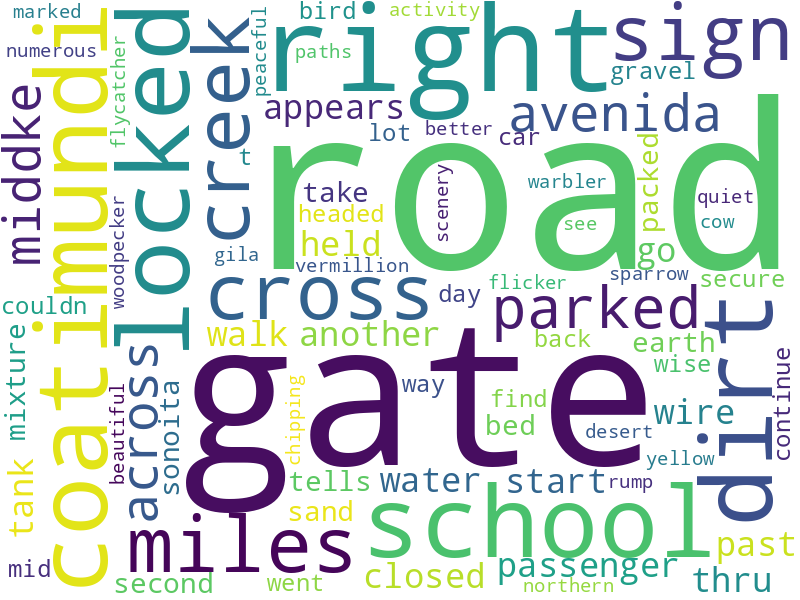 marked
numerous
coatimundi
locked
creek
peaceful
bird
activity
paths
right
sign
gravel
flycatcher
middke
appears
lot
better
car
avenida
t
road
take
headed
held
scenery
warbler
see
packed
quiet
cow
go
woodpecker
gila
vermillion
flicker
sparrow
secure
couldn
cross
day
parked
dirt
mixture
walk
another
back
earth
wise
continue
across
sonoita
gate
way
find
bed
desert
wire
yellow
beautiful
chipping
tank
tells
water
start
rump
school
sand
miles
past
mid
second
went
closed
passenger
northern
thru